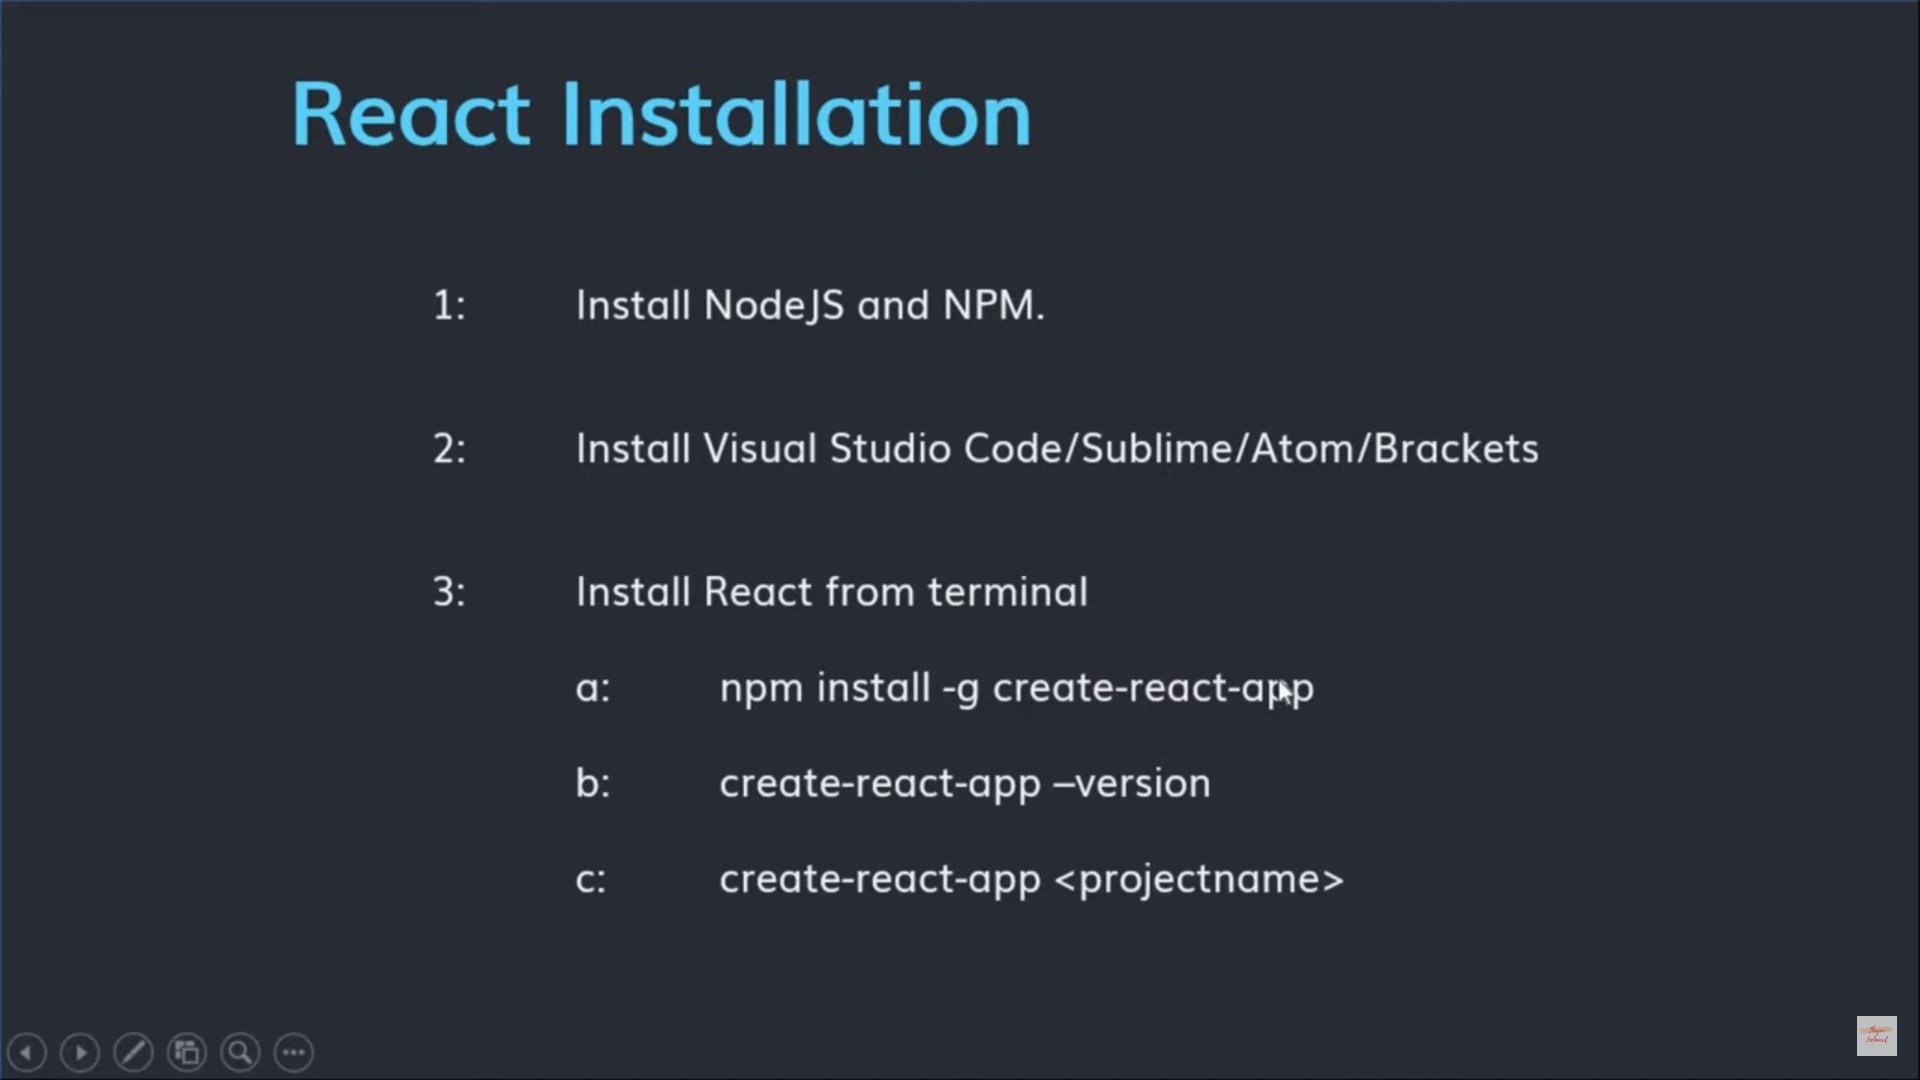 React Installation
1: Install NodeJS and NPM.
2: Install Visual Studio Code/Sublime/Atom/Brackets
3: Install React from terminal
a: npm install -g create-react-app
b: create-react-app –version
c: create-react-app <projectname>